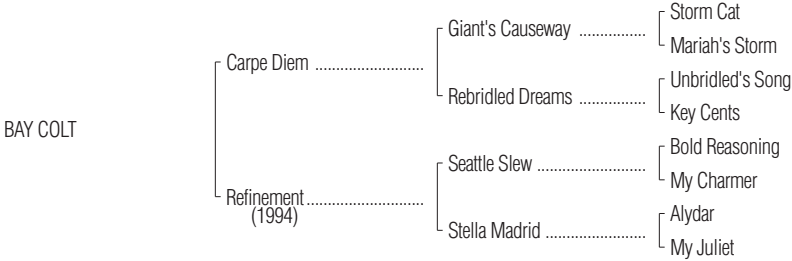 Storm Cat
Giant's Causeway ................
Mariah's Storm
Carpe Diem ..........................
Unbridled's Song
Rebridled Dreams ................
Key Cents
BAY COLT
Bold Reasoning
Seattle Slew ..........................
My Charmer
Refinement............................
(1994)
Alydar
Stella Madrid ........................
My Juliet